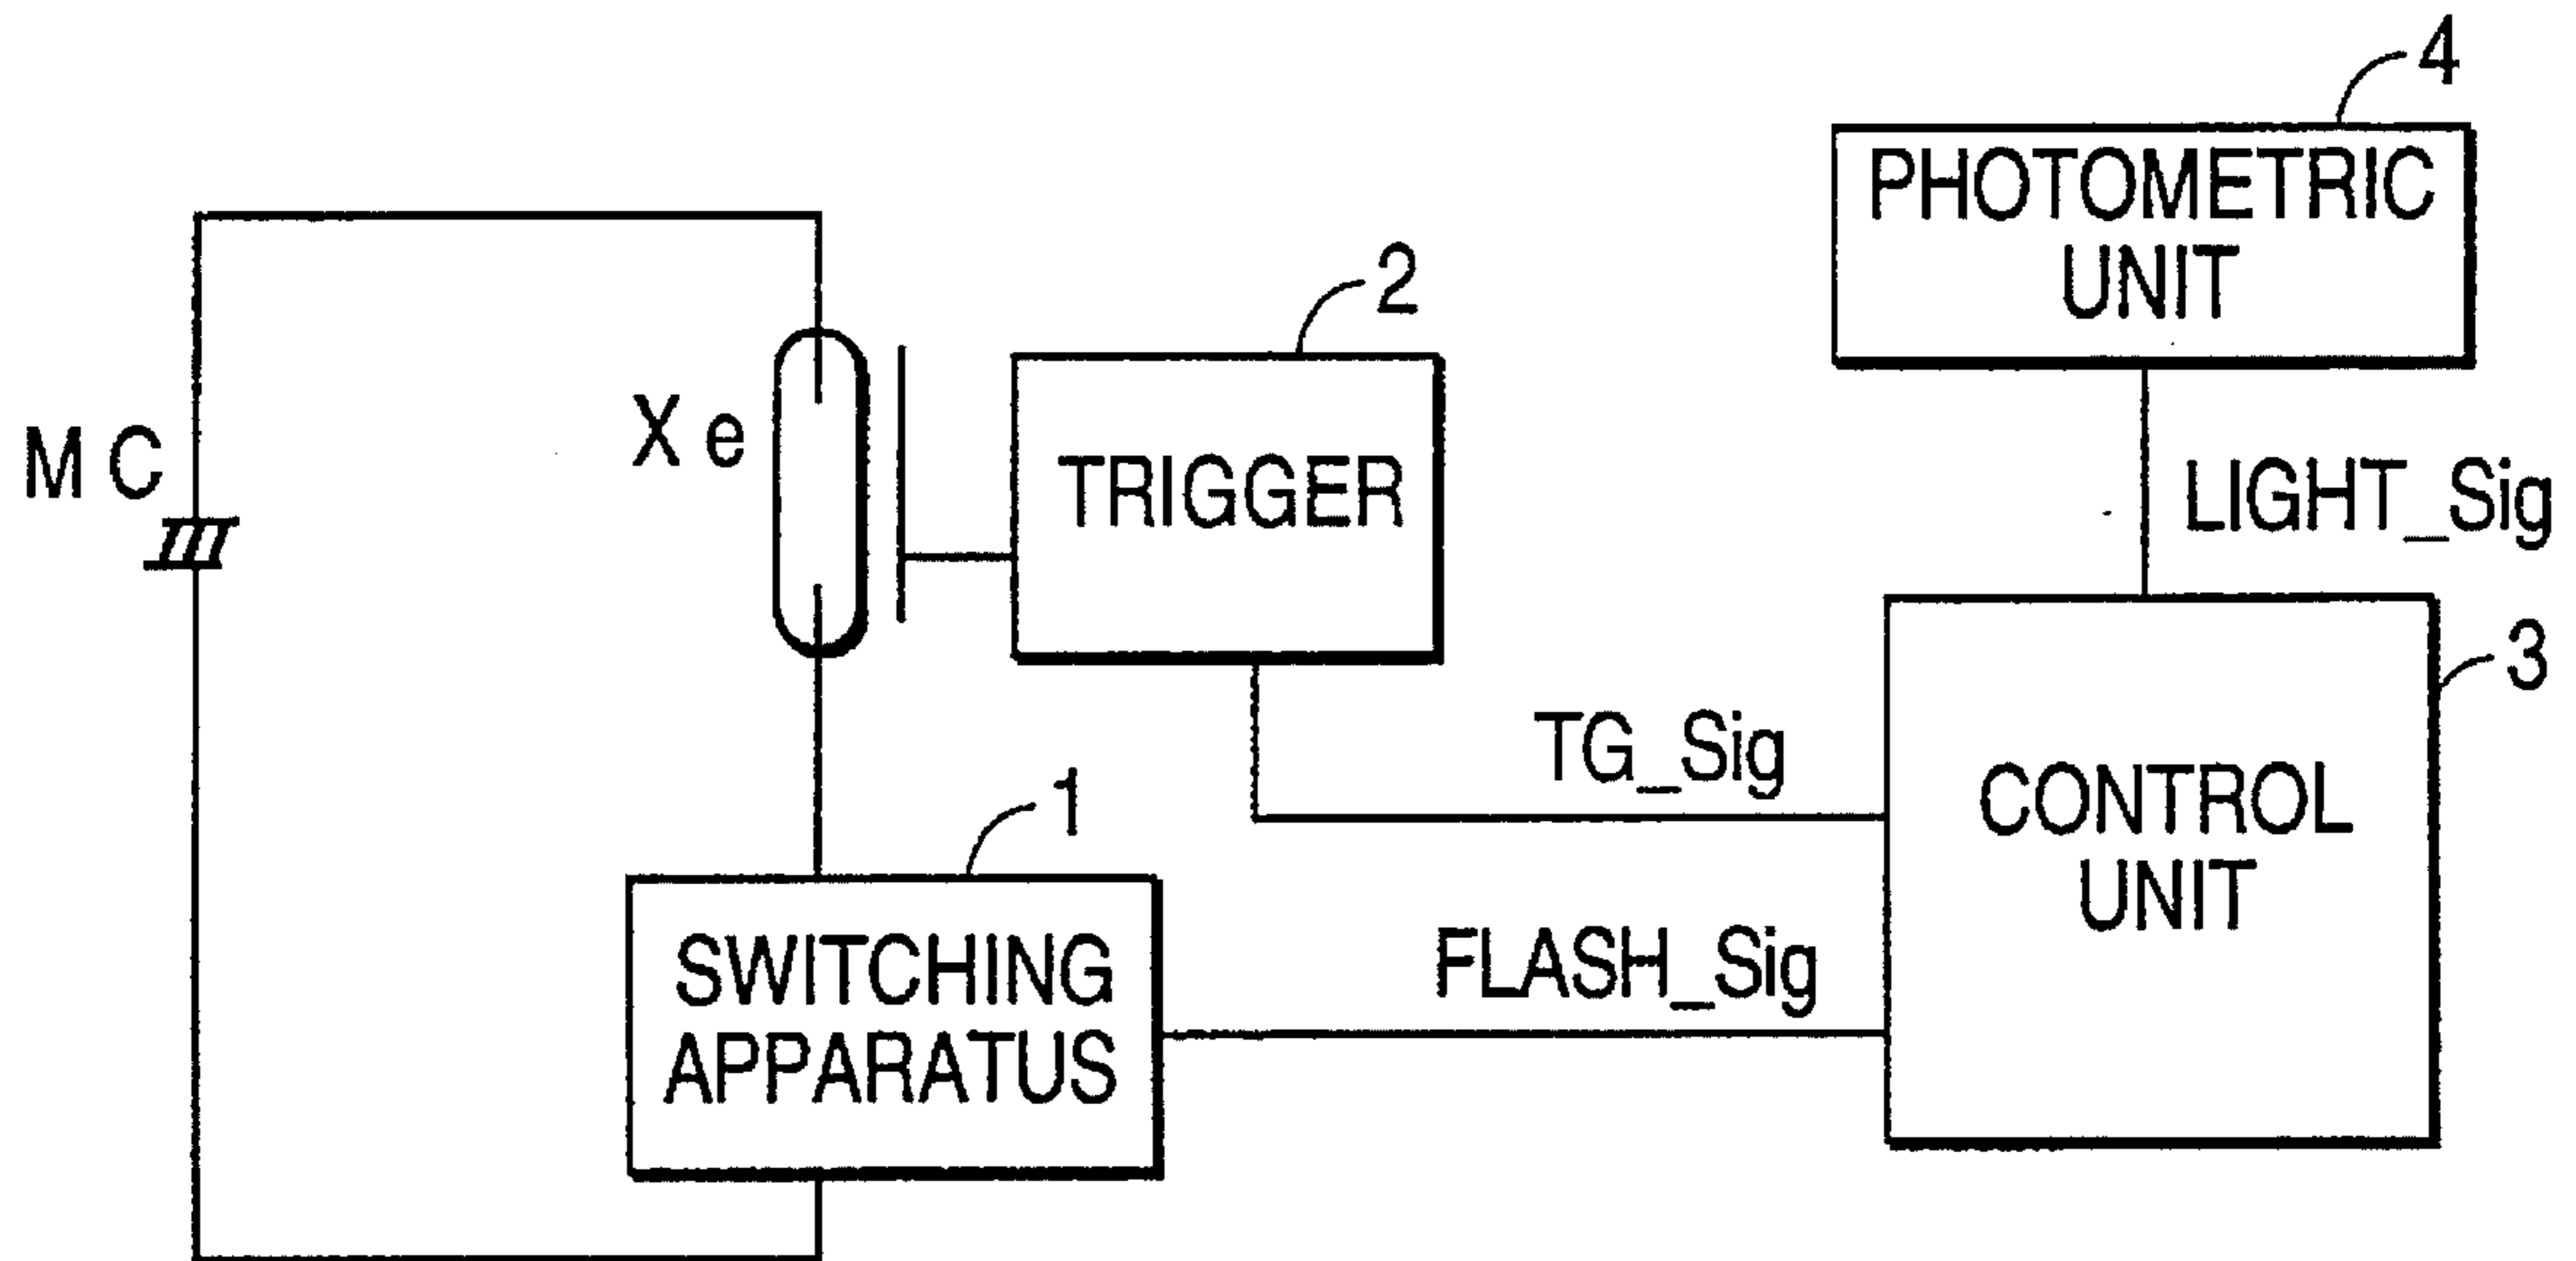 4
PHOTOMETRIC
UNIT
2
M C
X e
TRIGGER
LIGHT_Sig
3
TG_Sig
CONTROL
UNIT
1
SWITCHING
APPARATUS
FLASH_Sig